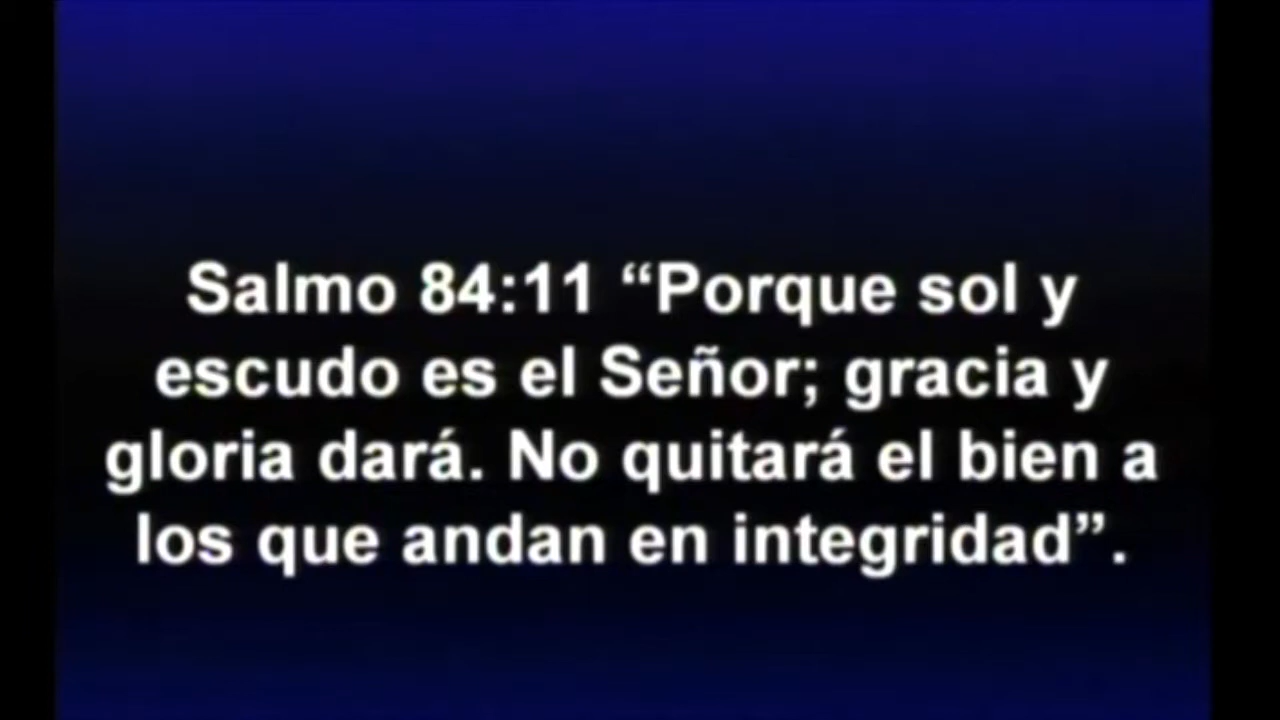 Salmo 84:11 “Porque sol y
escudo es el Señor; gracia y
gloria dará. No quitará el bien a
los que andan en integridad”.